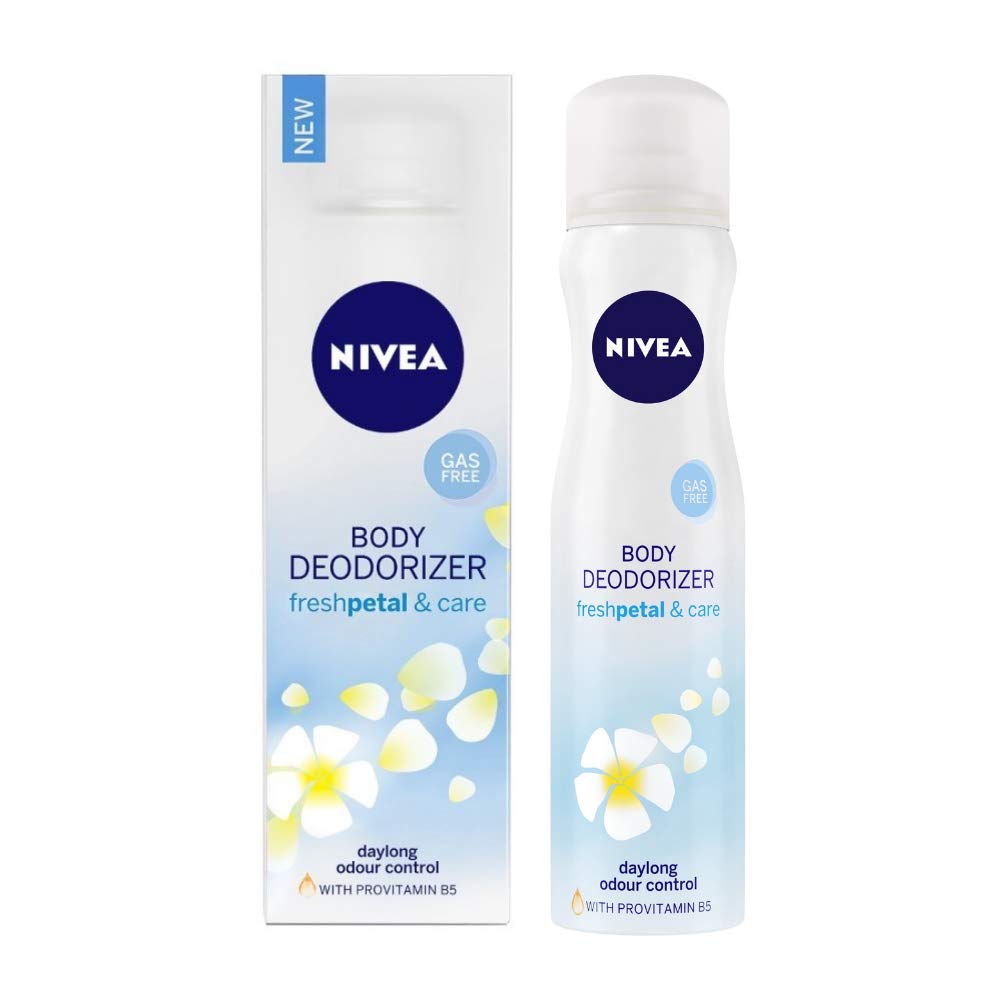 NEW
NIVEA
GAS
FREE
BODY
DEODORIZER
freshpetal & care
daylong
odour control
WITH PROVITAMIN B5
NIVEA
GAS
FREE
BODY
DEODORIZER
freshpetal & care
daylong
odour control
WITH PROVITAMIN B5